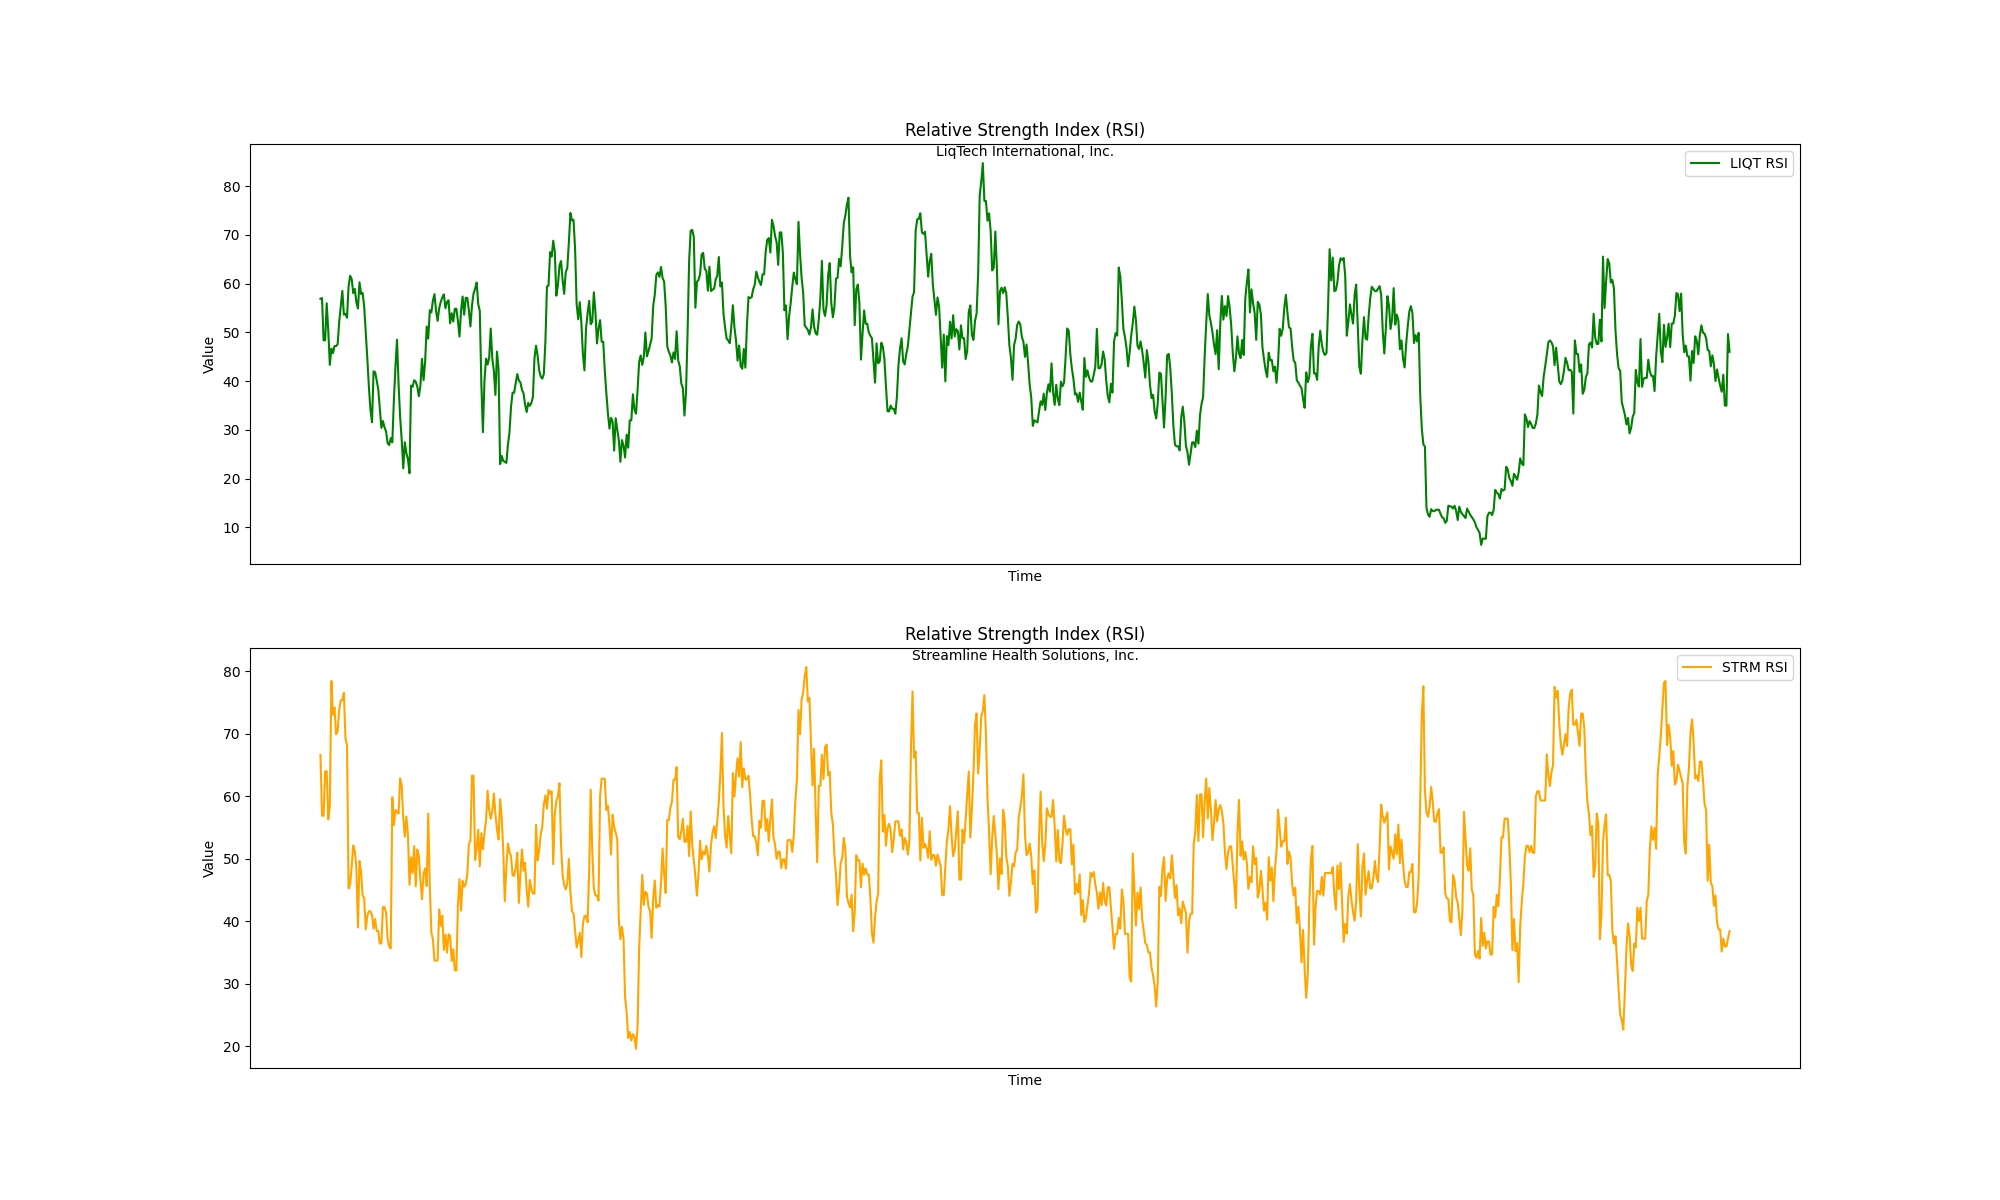 Relative Strength Index (RSI)
LiqTech International, Inc.
LIQT RSI
80
70
60
50
40
30
20
10
Value
Time
Relative Strength Index (RSI)
Streamline Health Solutions, Inc.
STRM RSI
80
70
60
50
40
30
20
Value
Time